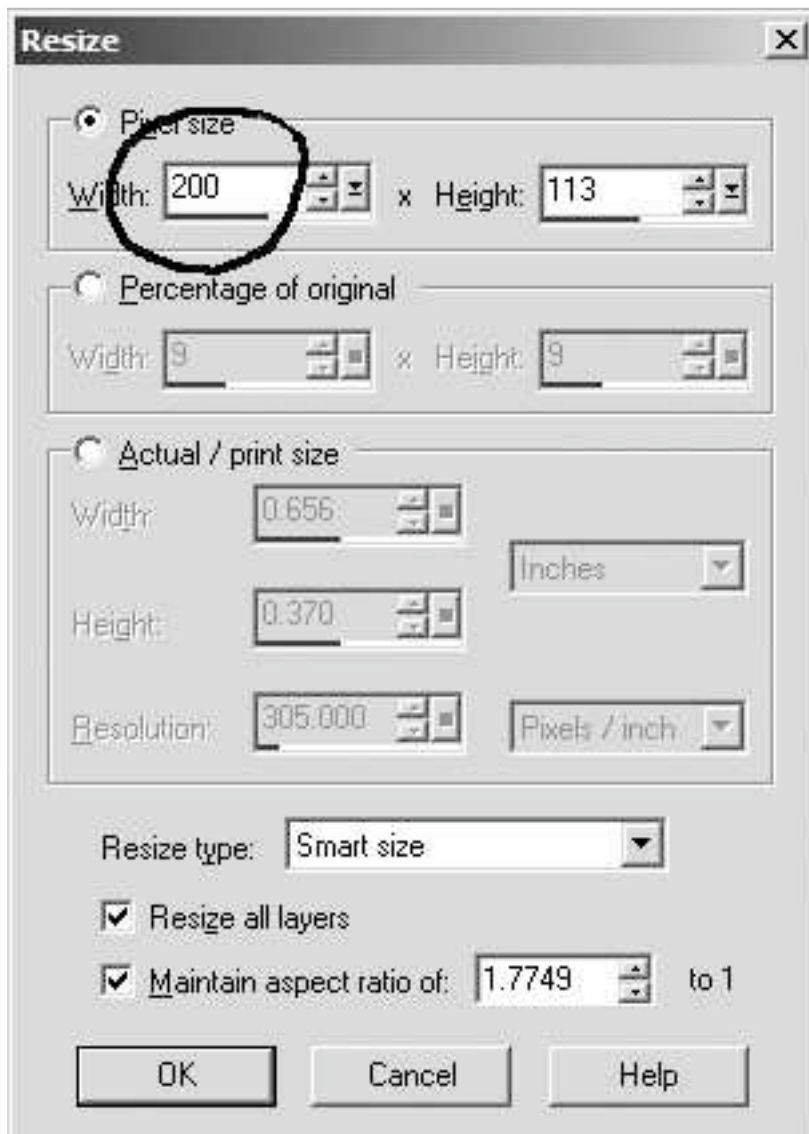 Resize
Pixel size
Width: 200 x Height: 113
Percentage of original
Width: 9 x Height: 9
Actual / print size
Width: 0.656
Inches
Height: 0.370
Resolution: 305.000 Pixels / inch
Resize type: Smart size
Resize all layers
Maintain aspect ratio of: 1.7749 to 1
OK Cancel Help